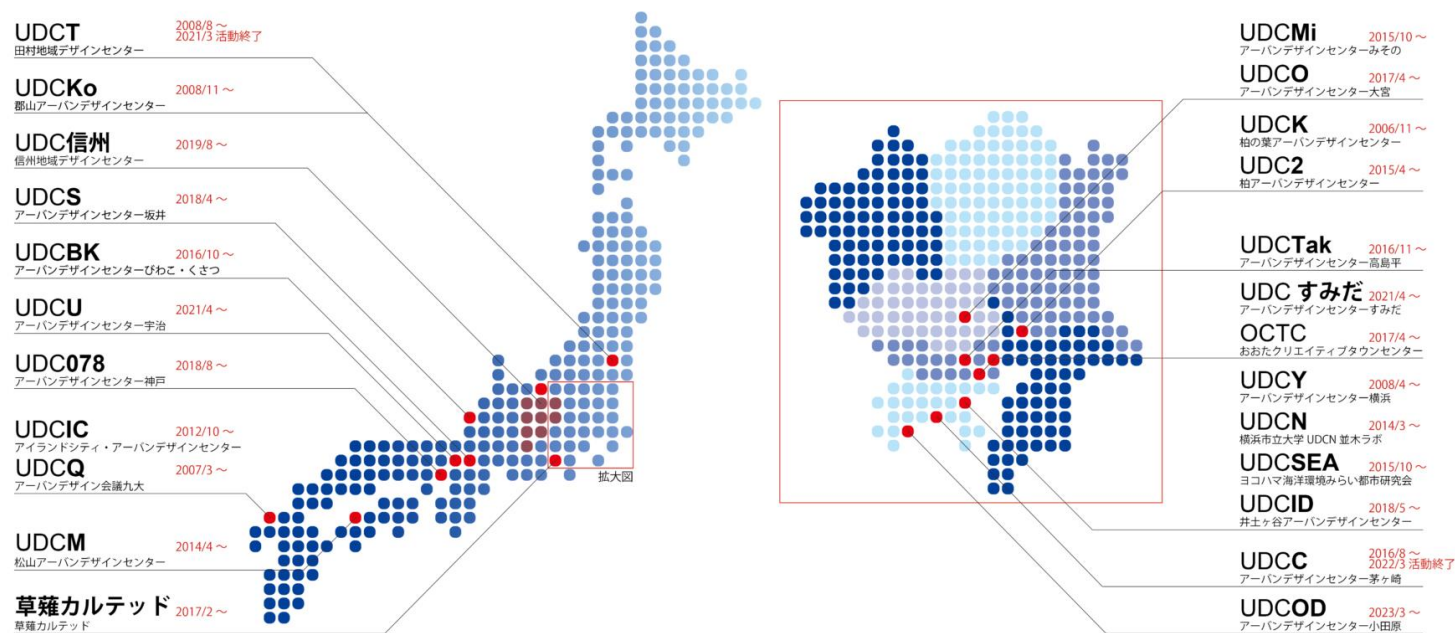 UDCT 2008/8 ～
2021/3 活動終了
田村地域デザインセンター
UDCKo 2008/11 ～
郡山アーバンデザインセンター
UDC信州 2019/8 ～
信州地域デザインセンター
UDCS 2018/4 ～
アーバンデザインセンター坂井
UDCBK 2016/10 ～
アーバンデザインセンターびわこ・くさつ
UDCU 2021/4 ～
アーバンデザインセンター宇治
UDC078 2018/8 ～
アーバンデザインセンター神戸
UDCIC 2012/10 ～
アイランドシティ・アーバンデザインセンター
UDCQ 2007/3 ～
アーバンデザイン会議九大
UDCM 2014/4 ～
松山アーバンデザインセンター
草薙カルテッド 2017/2 ～
草薙カルテッド
拡大図
UDCMi 2015/10 ～
アーバンデザインセンターみその
UDCO 2017/4 ～
アーバンデザインセンター大宮
UDCK 2006/11 ～
柏の葉アーバンデザインセンター
UDC2 2015/4 ～
柏アーバンデザインセンター
UDCTak 2016/11 ～
アーバンデザインセンター高島平
UDC すみだ 2021/4 ～
アーバンデザインセンターすみだ
OCTC 2017/4 ～
おおたクリエイティブタウンセンター
UDCY 2008/4 ～
アーバンデザインセンター横浜
UDCN 2014/3 ～
横浜市立大学 UDCN 並木ラボ
UDCSEA 2015/10 ～
ヨコハマ海洋環境みらい都市研究会
UDCID 2018/5 ～
井土ヶ谷アーバンデザインセンター
UDCC 2016/8 ～
2022/3 活動終了
アーバンデザインセンター茅ヶ崎
UDCOD 2023/3 ～
アーバンデザインセンター小田原